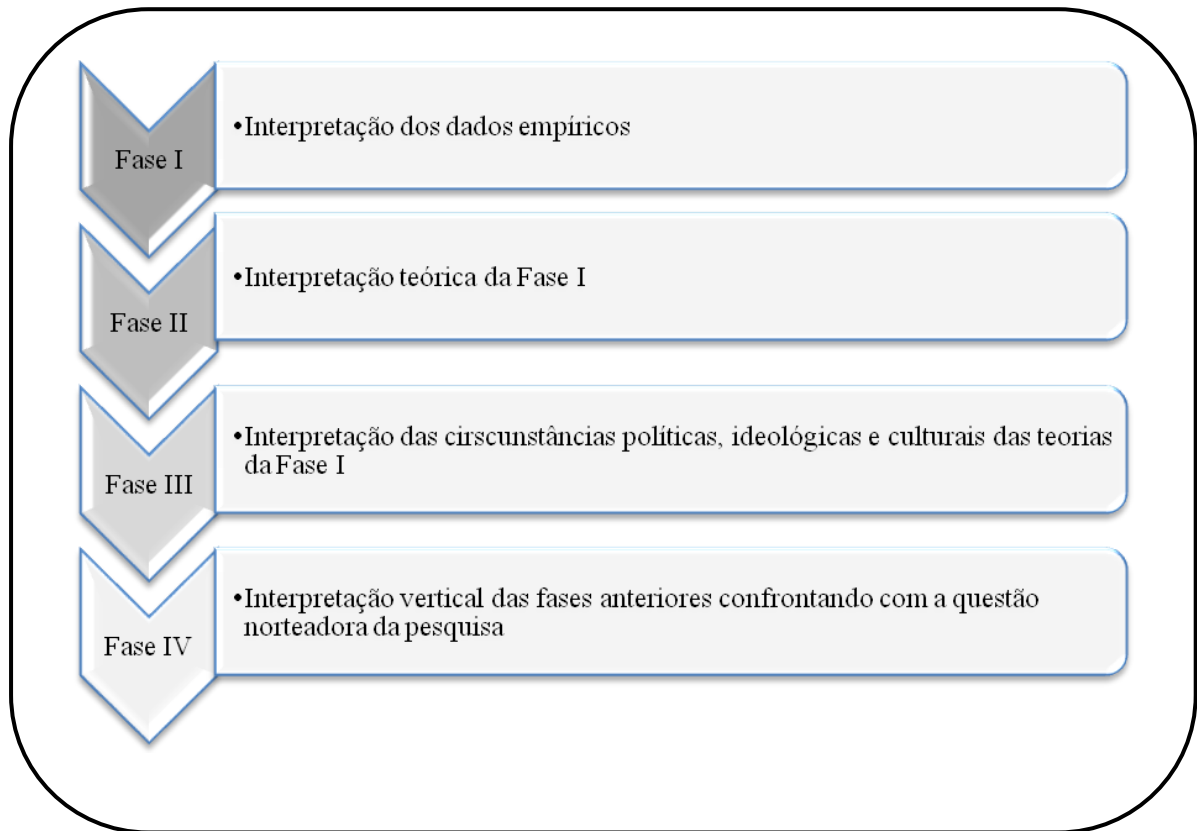 Fase I
•Interpretação dos dados empíricos
Fase II
•Interpretação teórica da Fase I
Fase III
•Interpretação das cirscunstâncias políticas, ideológicas e culturais das teorias
da Fase I
Fase IV
•Interpretação vertical das fases anteriores confrontando com a questão
norteadora da pesquisa